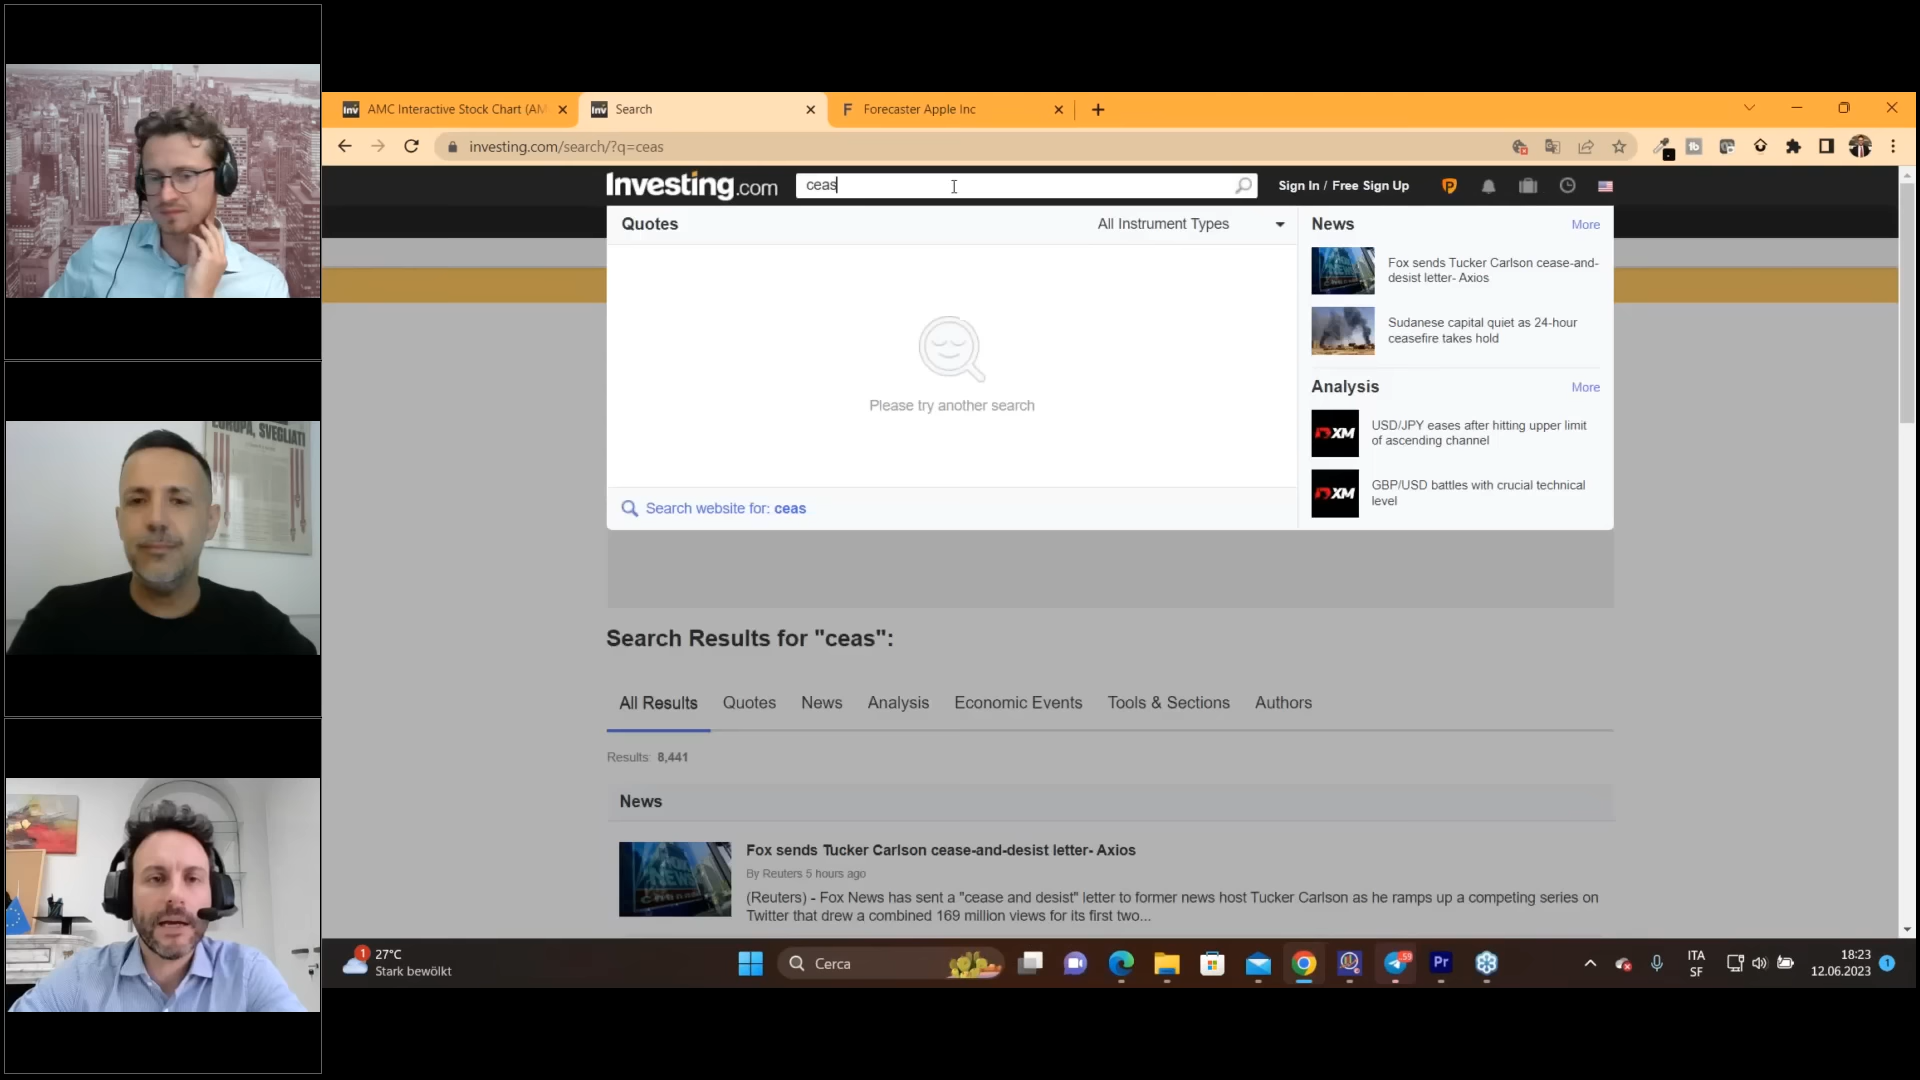 EUROPA, SVEGLIATI
AMC Interactive Stock Chart (AM
Search
Forecaster Apple Inc
investing.com/search/?q=ceas
Investing.com
ceas
Sign In / Free Sign Up
Quotes
All Instrument Types
Please try another search
Search website for: ceas
News
More
Fox sends Tucker Carlson cease-and-
desist letter- Axios
Sudanese capital quiet as 24-hour
ceasefire takes hold
Analysis
More
XM
USD/JPY eases after hitting upper limit
of ascending channel
XM
GBP/USD battles with crucial technical
level
Search Results for "ceas":
All Results
Quotes
News
Analysis
Economic Events
Tools & Sections
Authors
Results: 8,441
News
Fox sends Tucker Carlson cease-and-desist letter- Axios
By Reuters 5 hours ago
(Reuters) - Fox News has sent a "cease and desist" letter to former news host Tucker Carlson as he ramps up a competing series on
Twitter that drew a combined 169 million views for its first two...
1
27°C
Stark bewölkt
Cerca
59
Pr
ITA
SF
18:23
12.06.2023
1